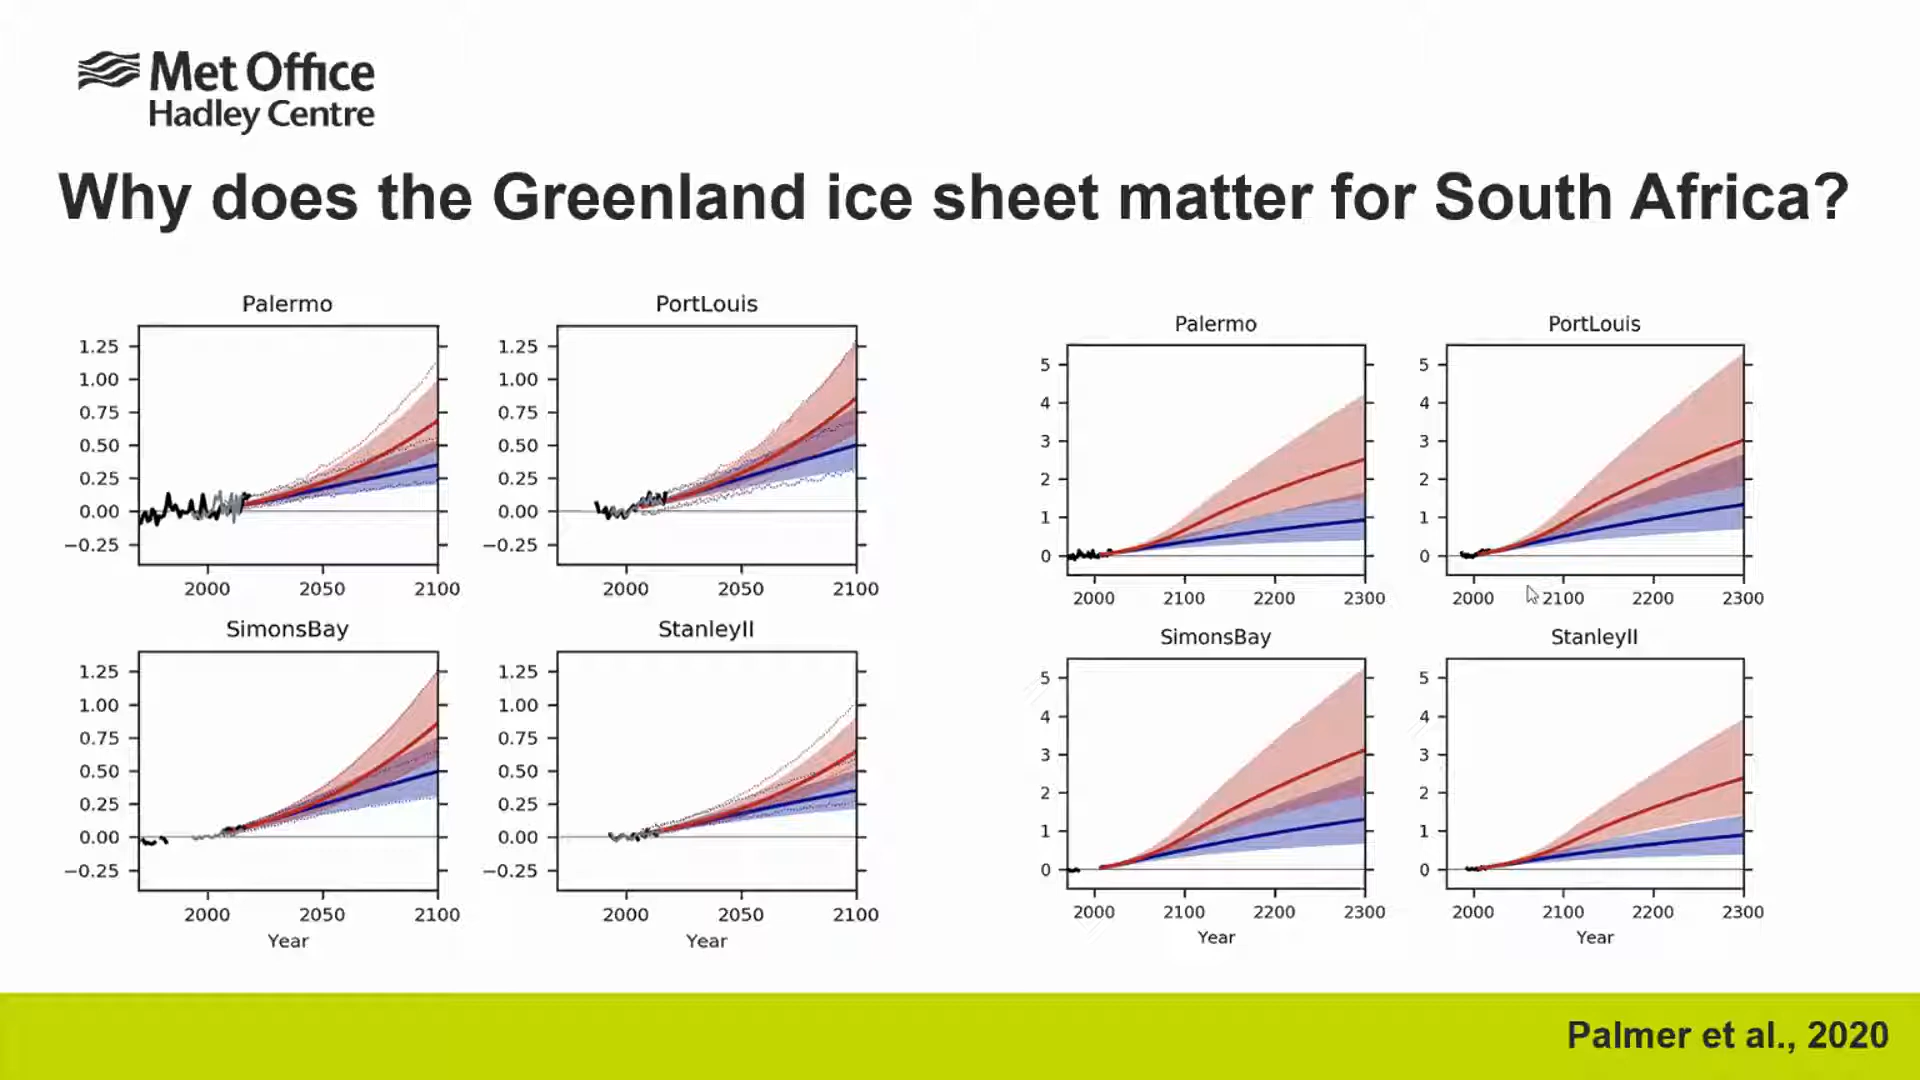 Met Office
Hadley Centre
Why does the Greenland ice sheet matter for South Africa?
Palermo
1.25
1.00
0.75
0.50
0.25
0.00
−0.25
2000 2050 2100
PortLouis
1.25
1.00
0.75
0.50
0.25
0.00
−0.25
2000 2050 2100
SimonsBay
1.25
1.00
0.75
0.50
0.25
0.00
−0.25
2000 2050 2100
Year
StanleyII
1.25
1.00
0.75
0.50
0.25
0.00
−0.25
2000 2050 2100
Year
Palermo
5
4
3
2
1
0
2000 2100 2200 2300
PortLouis
5
4
3
2
1
0
2000 2100 2200 2300
SimonsBay
5
4
3
2
1
0
2000 2100 2200 2300
Year
StanleyII
5
4
3
2
1
0
2000 2100 2200 2300
Year
Palmer et al., 2020